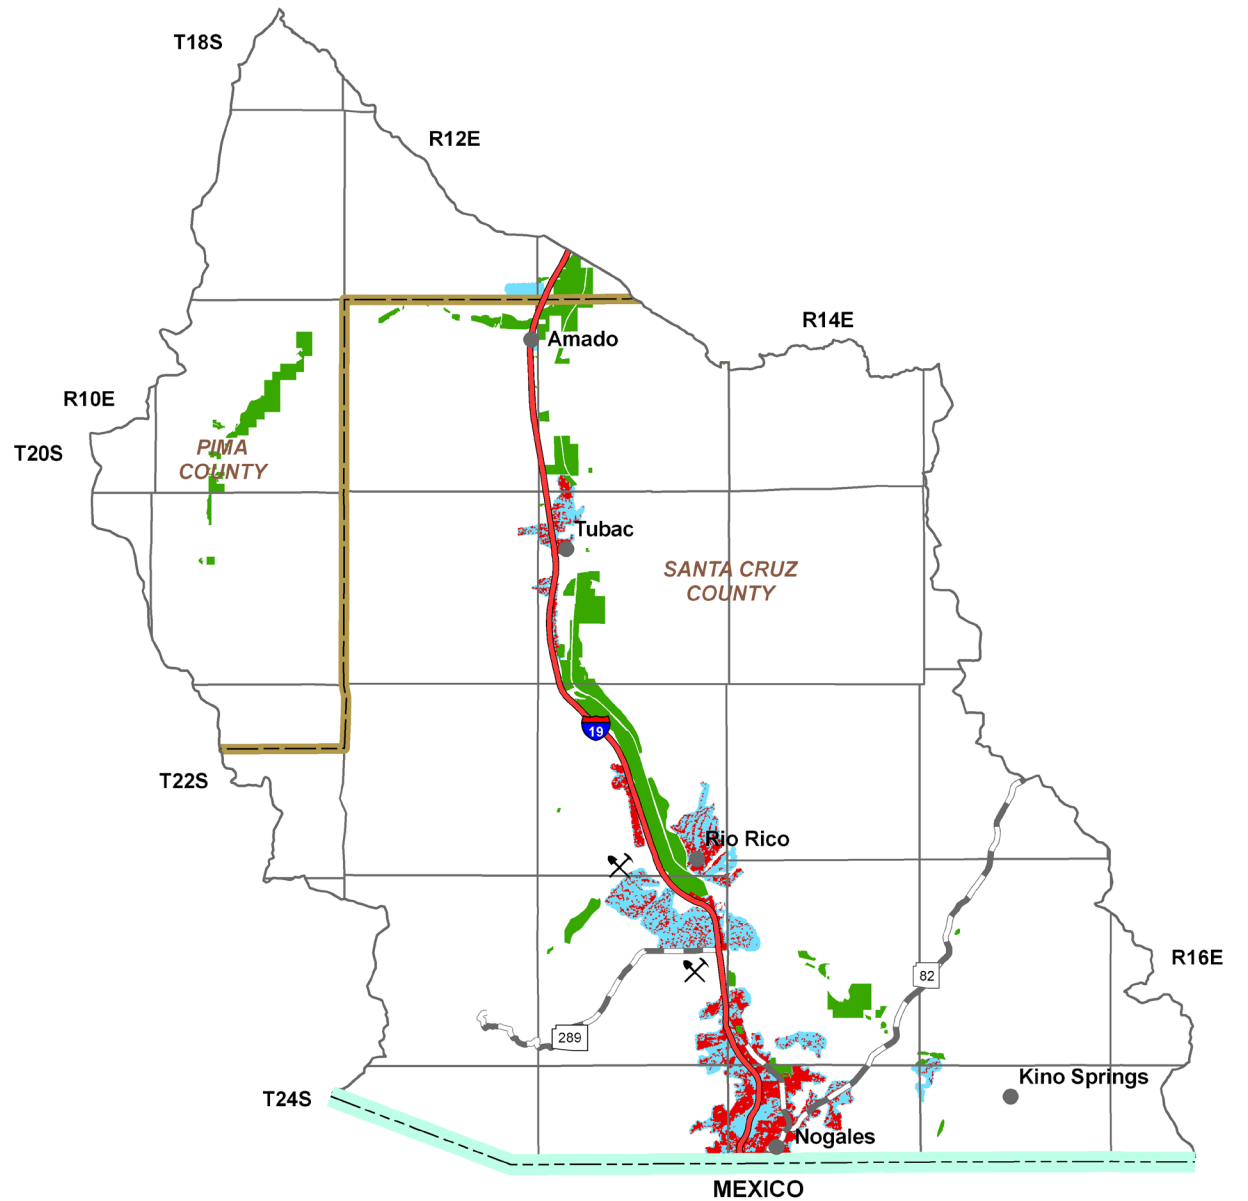 T18S
R12E
R14E
Amado
R10E
T20S
PIMA
COUNTY
Tubac
SANTA CRUZ
COUNTY
19
T22S
Rio Rico
R16E
82
289
Kino Springs
T24S
Nogales
MEXICO